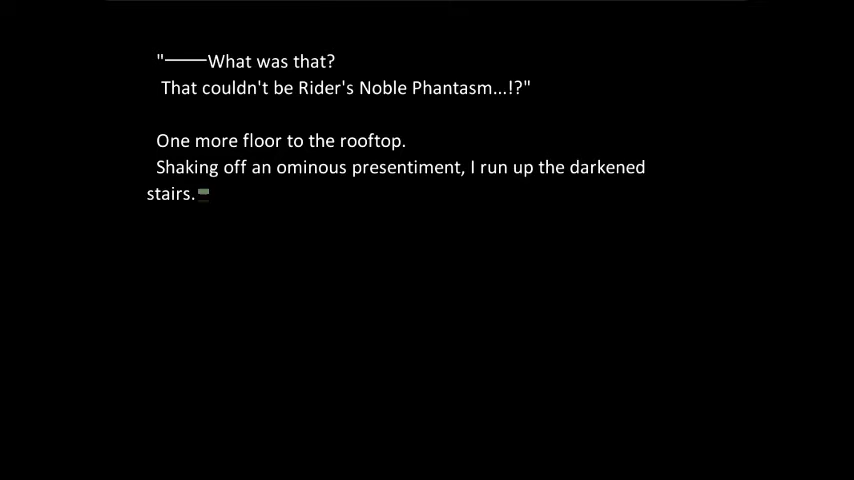 "───What was that?
That couldn't be Rider's Noble Phantasm...!?"
One more floor to the rooftop.
Shaking off an ominous presentiment, I run up the darkened
stairs.